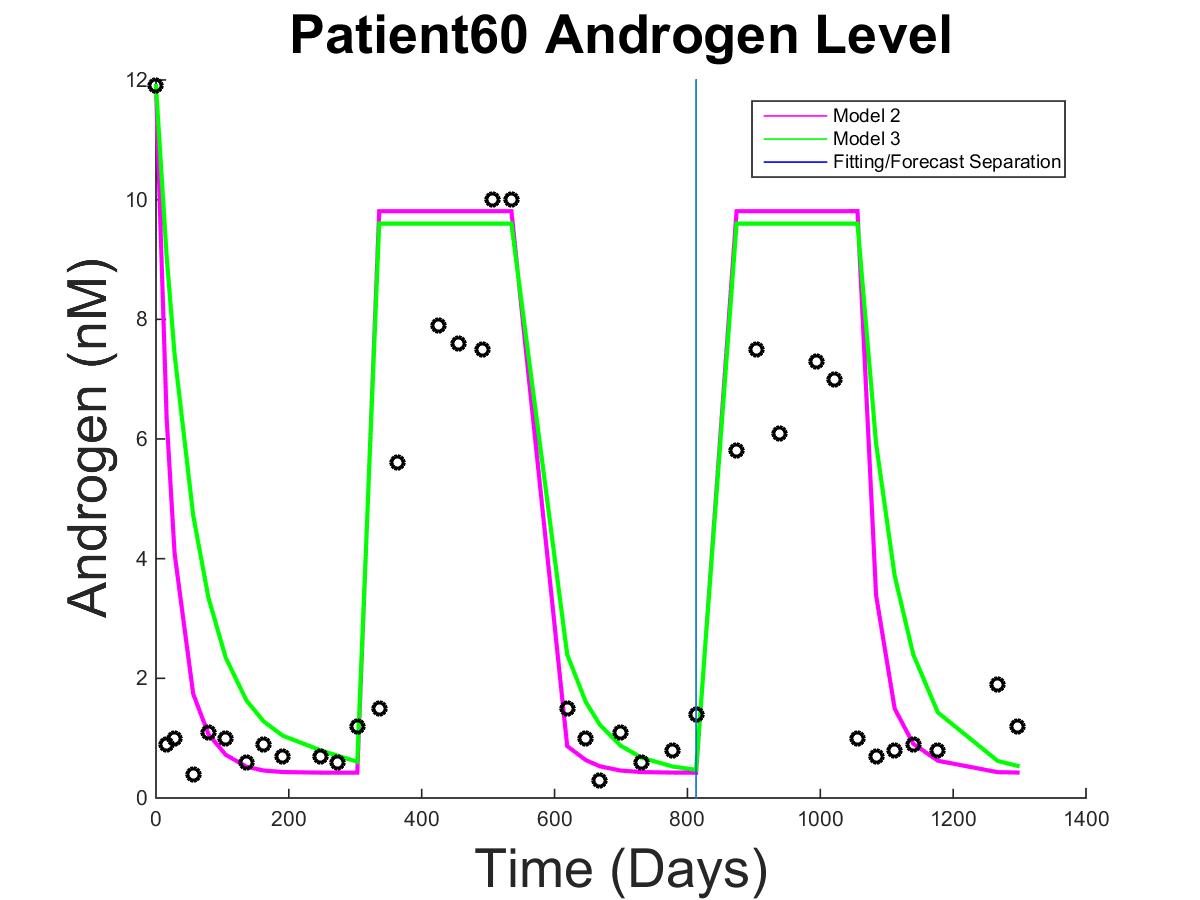 Patient60 Androgen Level
12
10
8
6
4
2
0
Androgen (nM)
Model 2
Model 3
Fitting/Forecast Separation
0 200 400 600 800 1000 1200 1400
Time (Days)